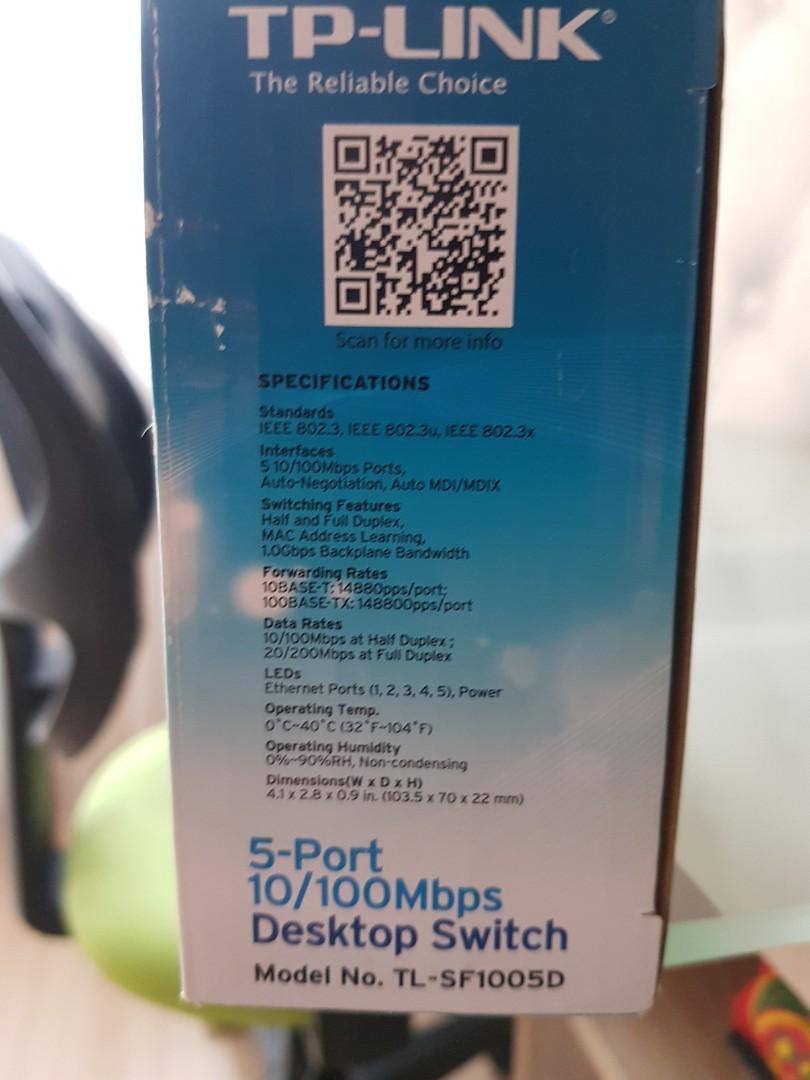 TP-LINK®
The Reliable Choice
Scan for more info
SPECIFICATIONS
Standards
IEEE 802.3, IEEE 802.3u, IEEE 802.3x
Interfaces
5 10/100Mbps Ports,
Auto-Negotiation, Auto MDI/MDIX
Switching Features
Half and Full Duplex,
MAC Address Learning,
1.0Gbps Backplane Bandwidth
Forwarding Rates
10BASE-T: 14880pps/port;
100BASE-TX: 148800pps/port
Data Rates
10/100Mbps at Half Duplex;
20/200Mbps at Full Duplex
LEDs
Ethernet Ports (1, 2, 3, 4, 5), Power
Operating Temp.
0°C~40°C (32°F~104°F)
Operating Humidity
0%~90%RH, Non-condensing
Dimensions(W x D x H)
4.1 x 2.8 x 0.9 in. (103.5 x 70 x 22 mm)
5-Port
10/100Mbps
Desktop Switch
Model No. TL-SF1005D